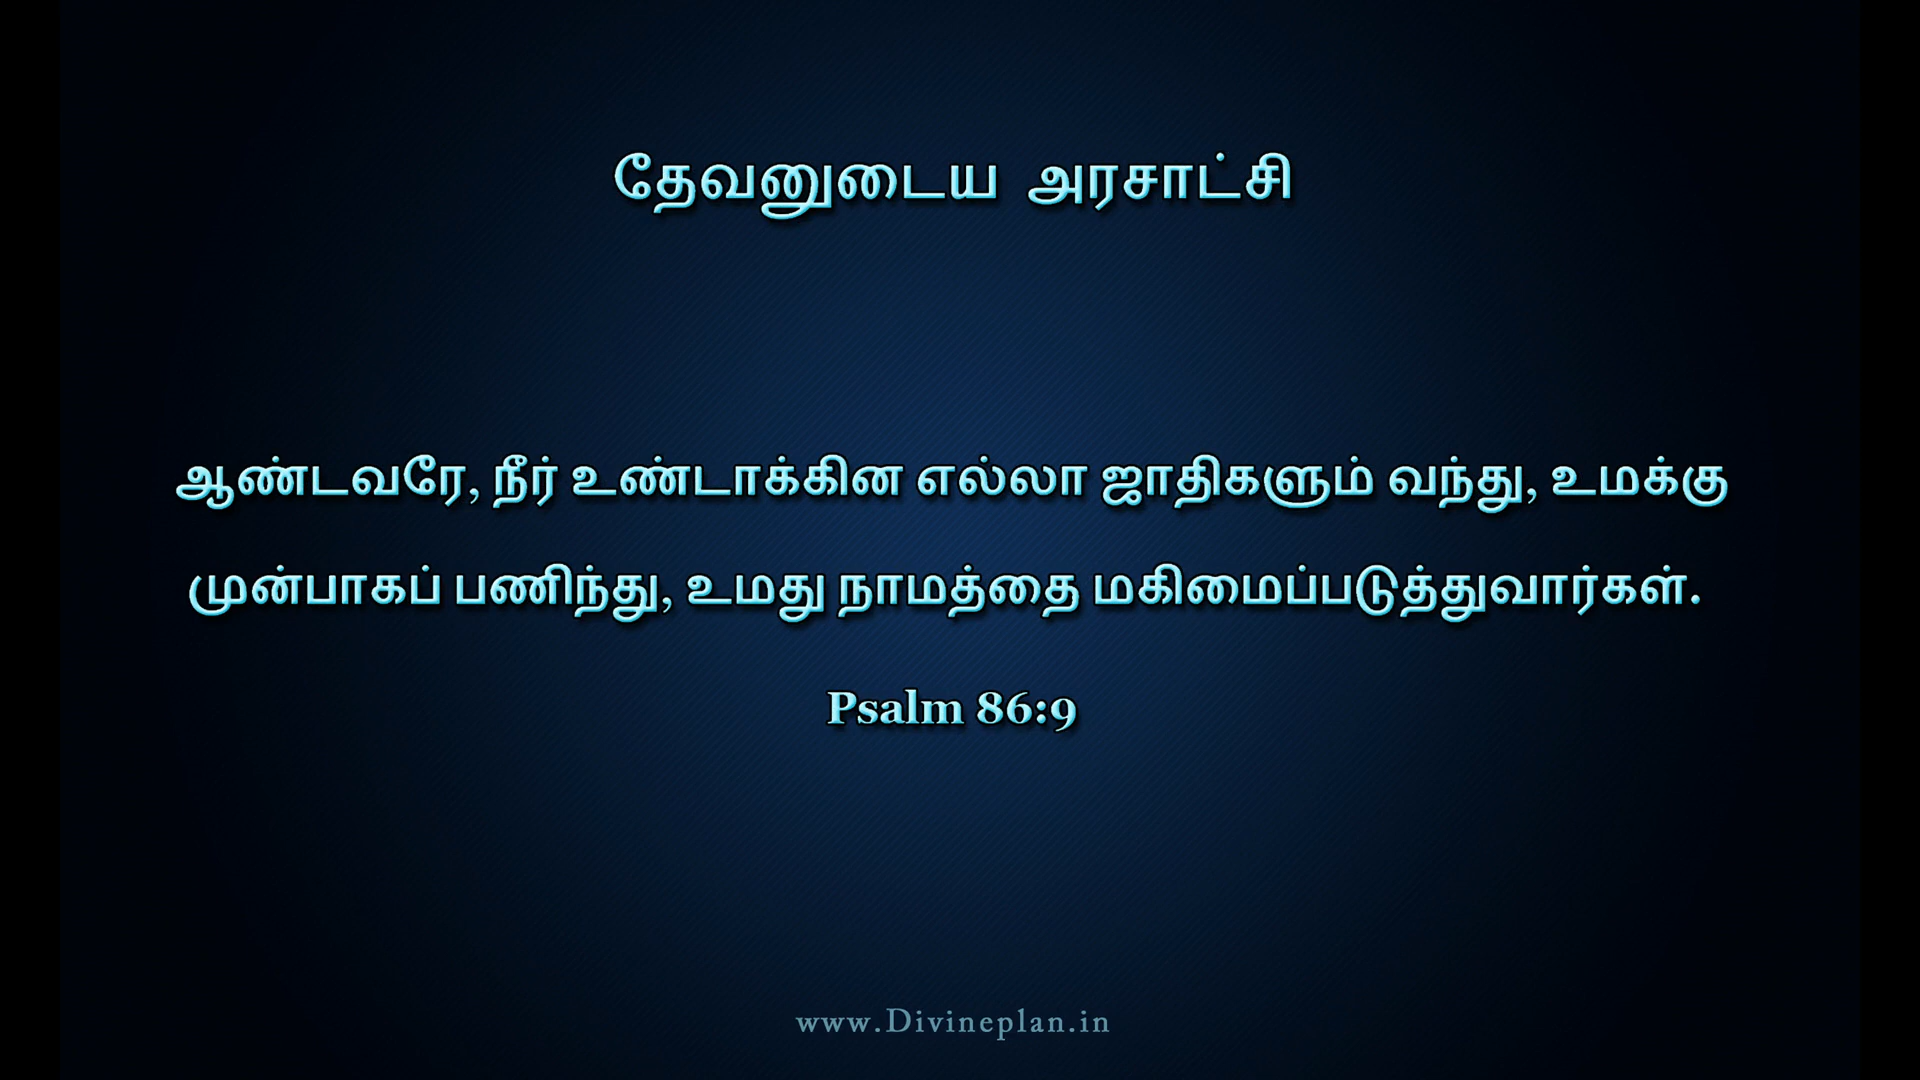 தேவனுடைய அரசாட்சி
ஆண்டவரே, நீர் உண்டாக்கின எல்லா ஜாதிகளும் வந்து, உமக்கு
முன்பாகப் பணிந்து, உமது நாமத்தை மகிமைப்படுத்துவார்கள்.
Psalm 86:9
www.Divineplan.in